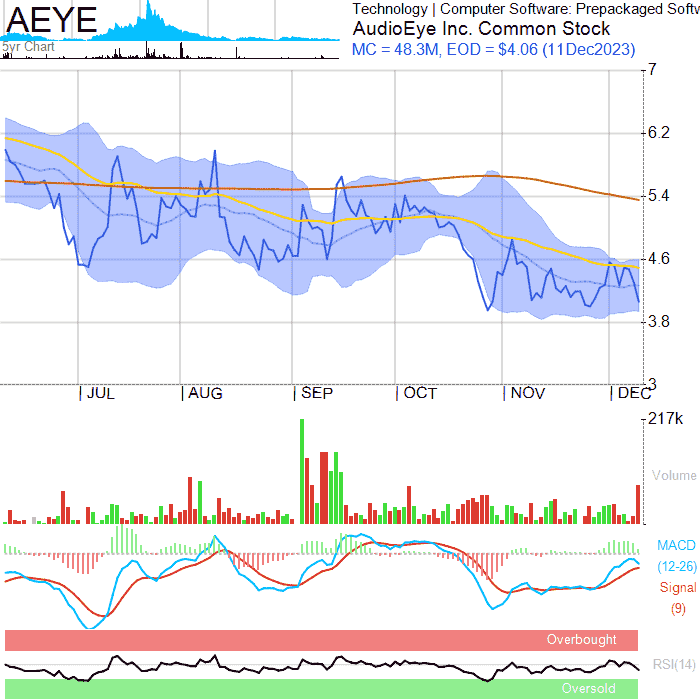 AEYE
5yr Chart
Technology | Computer Software: Prepackaged Softw
AudioEye Inc. Common Stock
MC = 48.3M, EOD = $4.06 (11Dec2023)
7
6.2
5.4
4.6
3.8
3
| JUL | AUG | SEP | OCT | NOV | DEC
217k
Volume
MACD
(12-26)
Signal
(9)
Overbought
RSI(14)
Oversold